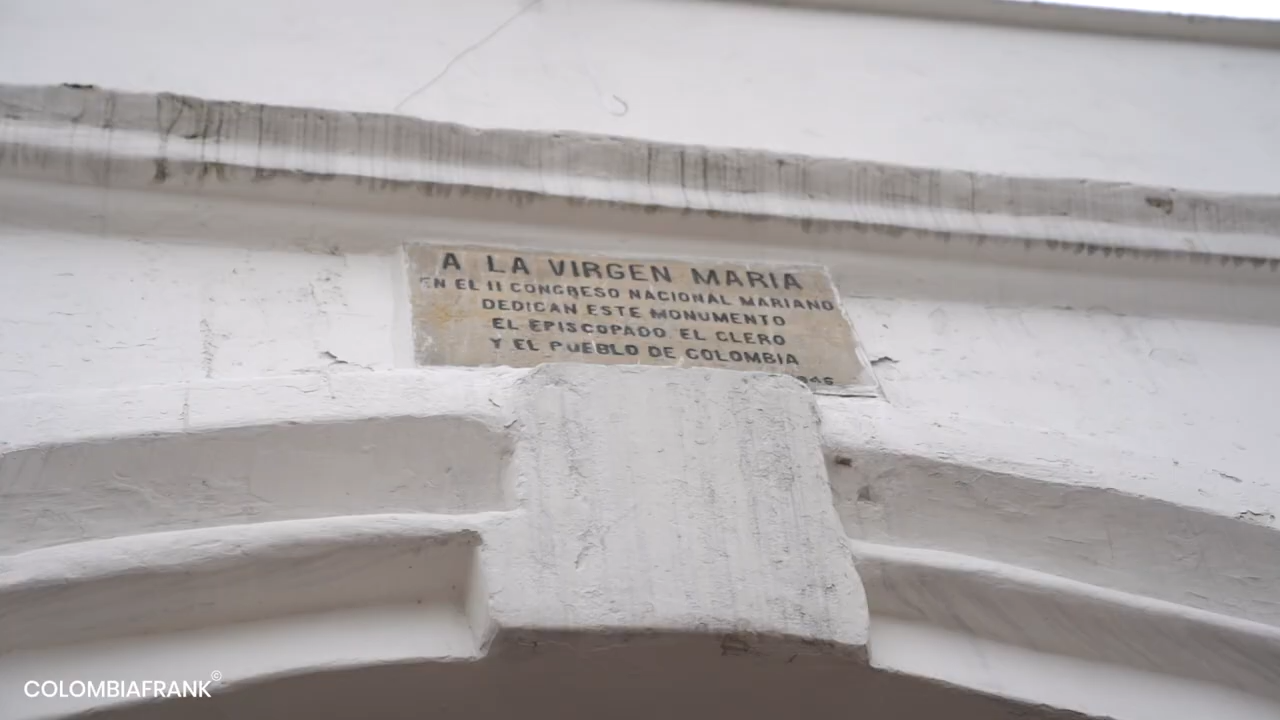 A LA VIRGEN MARIA
EN EL II CONGRESO NACIONAL MARIANO
DEDICAN ESTE MONUMENTO
EL EPISCOPADO EL CLERO
Y EL PUEBLO DE COLOMBIA
COLOMBIAFRANK©